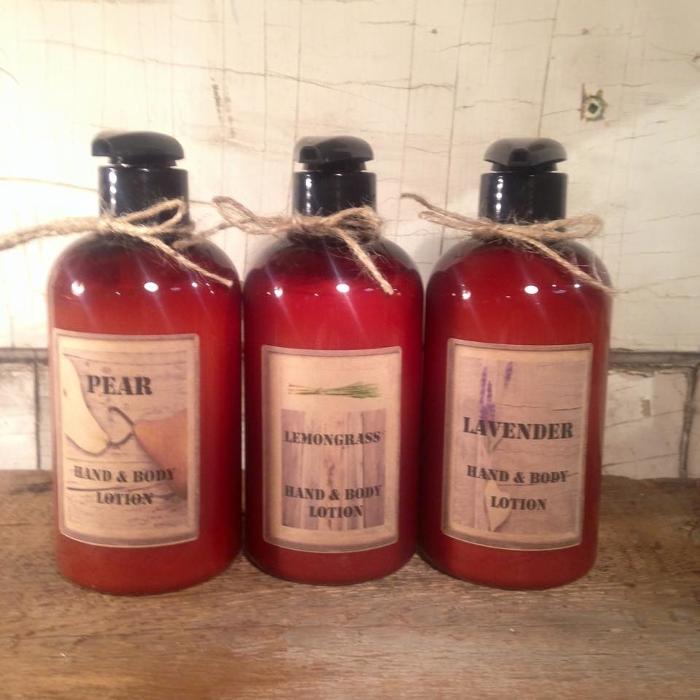 PEAR
HAND & BODY
LOTION
LEMONGRASS
HAND & BODY
LOTION
LAVENDER
HAND & BODY
LOTION